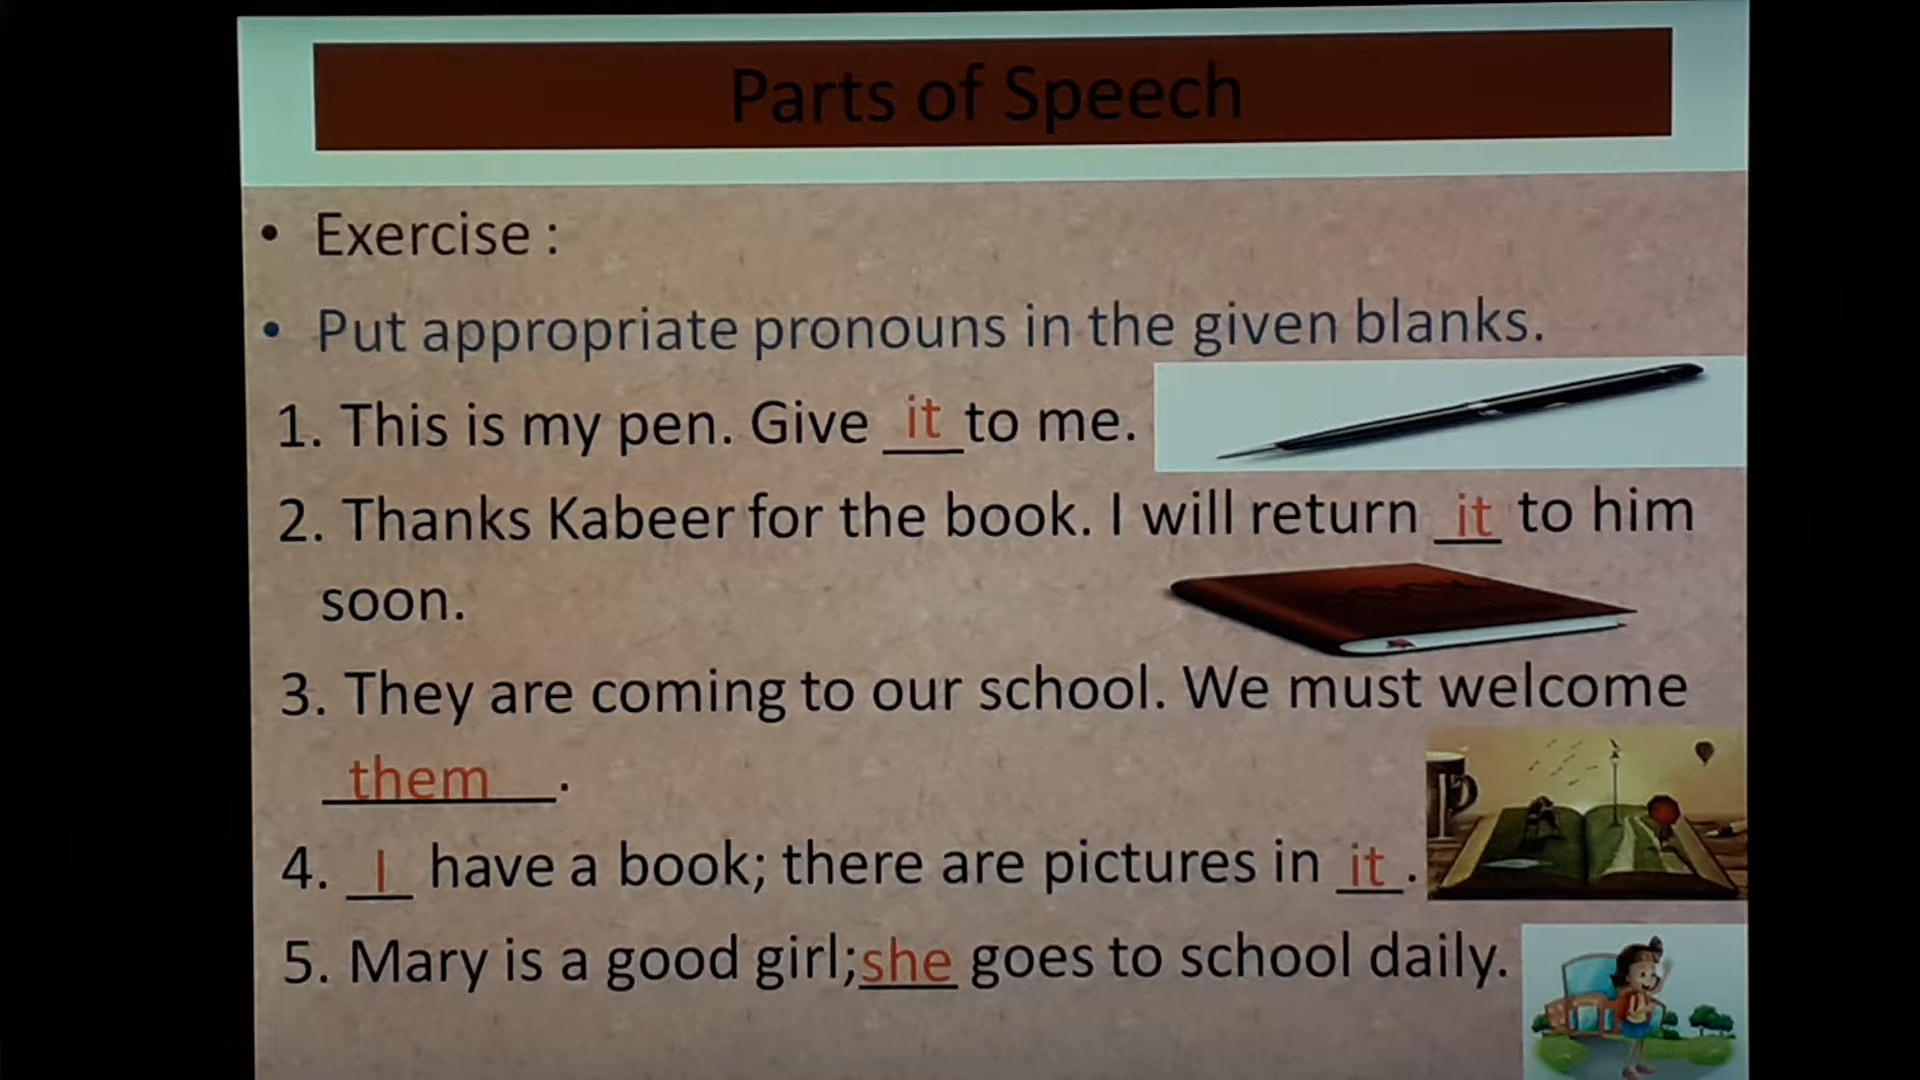 Parts of Speech
• Exercise :
• Put appropriate pronouns in the given blanks.
1. This is my pen. Give it to me.
2. Thanks Kabeer for the book. I will return it to him
soon.
3. They are coming to our school. We must welcome
them.
4. I have a book; there are pictures in it.
5. Mary is a good girl;she goes to school daily.